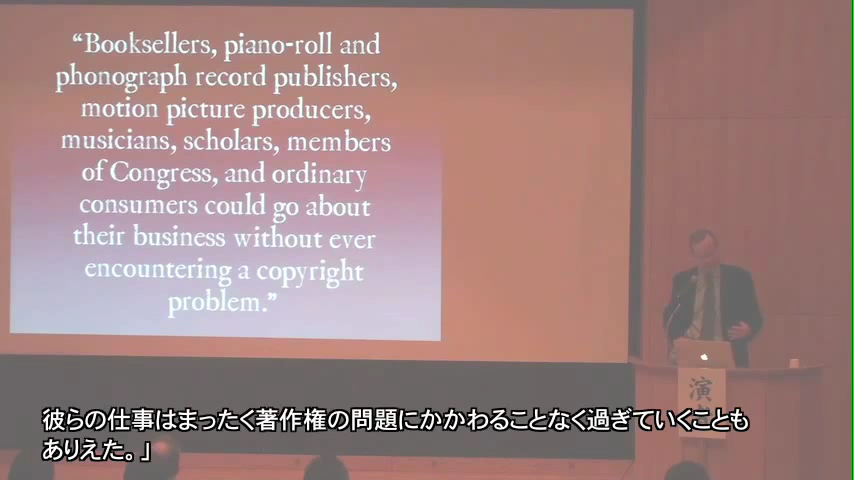 “Booksellers, piano-roll and
phonograph record publishers,
motion picture producers,
musicians, scholars, members
of Congress, and ordinary
consumers could go about
their business without ever
encountering a copyright
problem.”
演
彼らの仕事はまったく著作権の問題にかかわることなく過ぎていくことも
ありえた。」